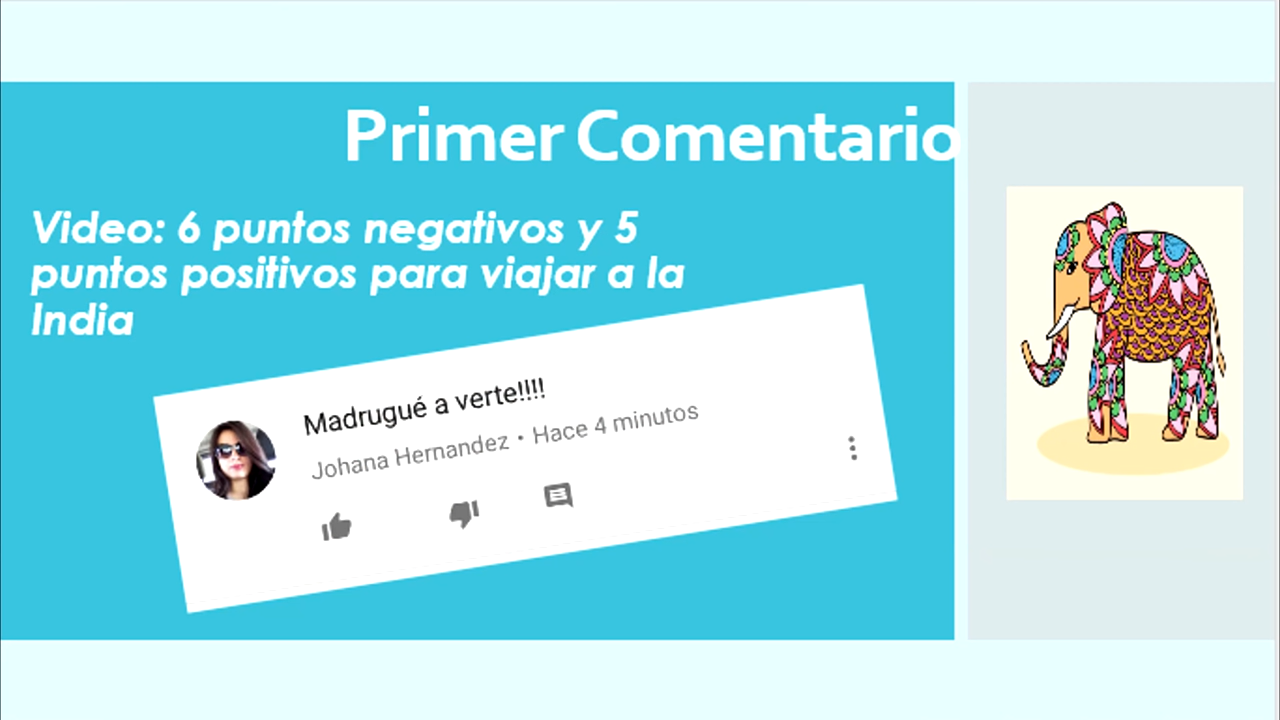 Primer Comentario
Video: 6 puntos negativos y 5
puntos positivos para viajar a la
India
Madrugué a verte!!!!
Johana Hernandez • Hace 4 minutos